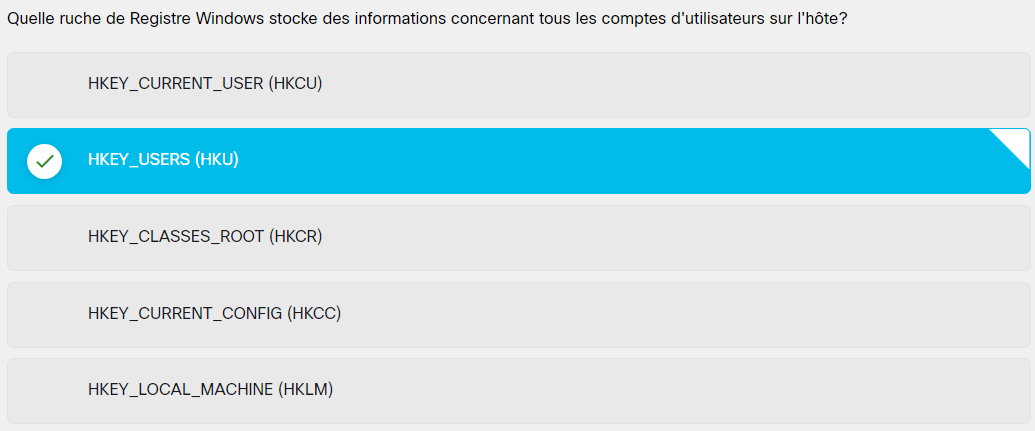 Quelle ruche de Registre Windows stocke des informations concernant tous les comptes d'utilisateurs sur l'hôte?
HKEY_CURRENT_USER (HKCU)
HKEY_USERS (HKU)
HKEY_CLASSES_ROOT (HKCR)
HKEY_CURRENT_CONFIG (HKCC)
HKEY_LOCAL_MACHINE (HKLM)